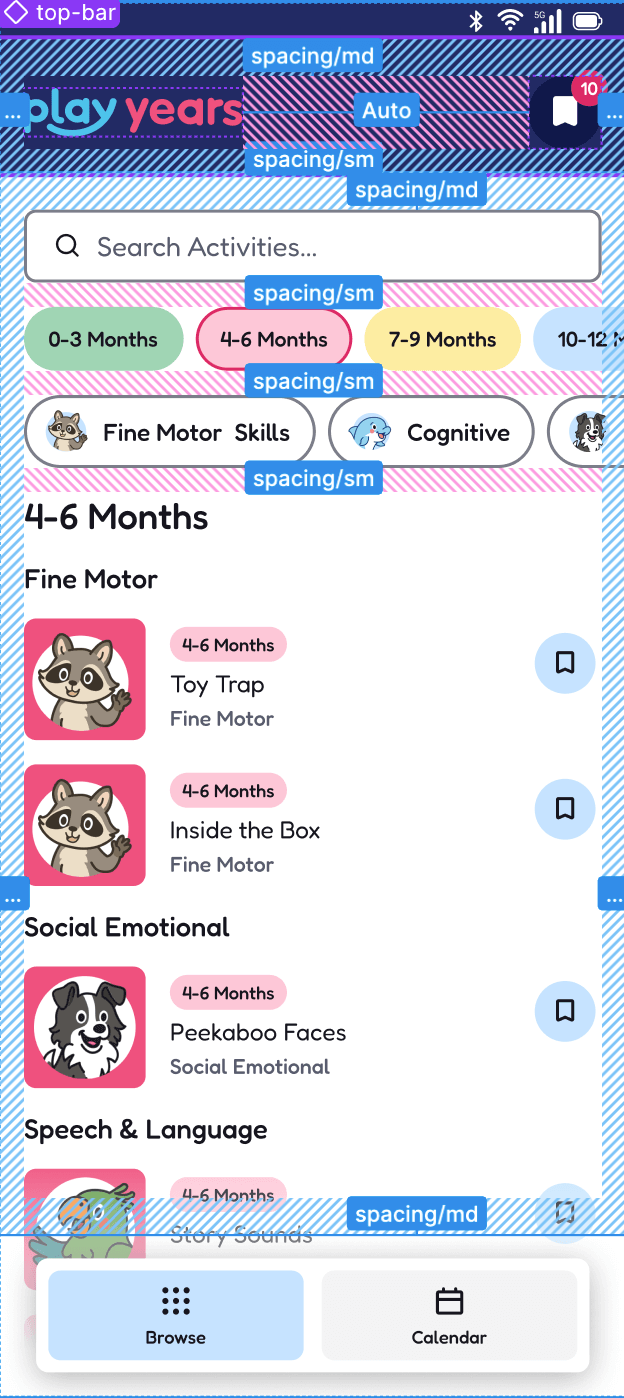 top-bar
5G
spacing/md
... play years Auto 10 ...
spacing/sm
spacing/md
Search Activities...
spacing/sm
0-3 Months 4-6 Months 7-9 Months 10-12
spacing/sm
Fine Motor Skills Cognitive
spacing/sm
4-6 Months
Fine Motor
4-6 Months
Toy Trap
Fine Motor
4-6 Months
Inside the Box
Fine Motor
... ...
Social Emotional
4-6 Months
Peekaboo Faces
Social Emotional
Speech & Language
4-6 Months
spacing/md
Story Sounds
Browse Calendar